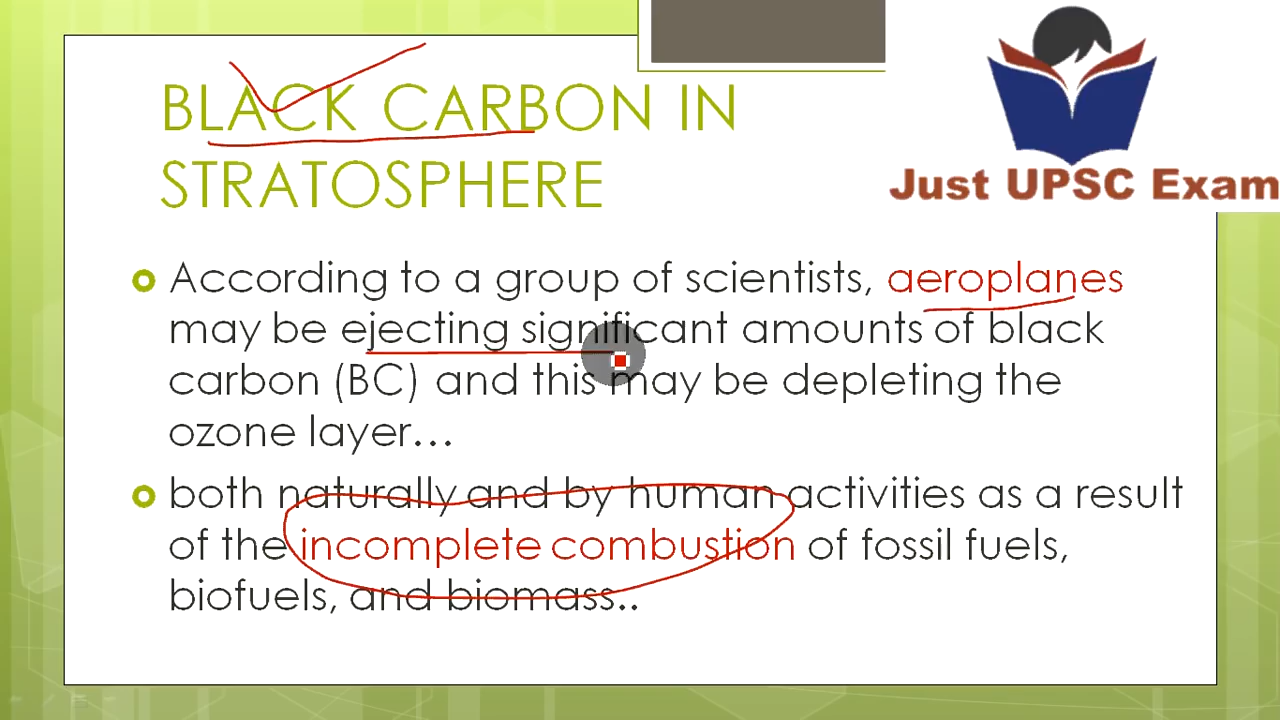 BLACK CARBON IN
STRATOSPHERE
Just UPSC Exam
According to a group of scientists, aeroplanes
may be ejecting significant amounts of black
carbon (BC) and this may be depleting the
ozone layer...
both naturally and by human activities as a result
of the incomplete combustion of fossil fuels,
biofuels, and biomass..